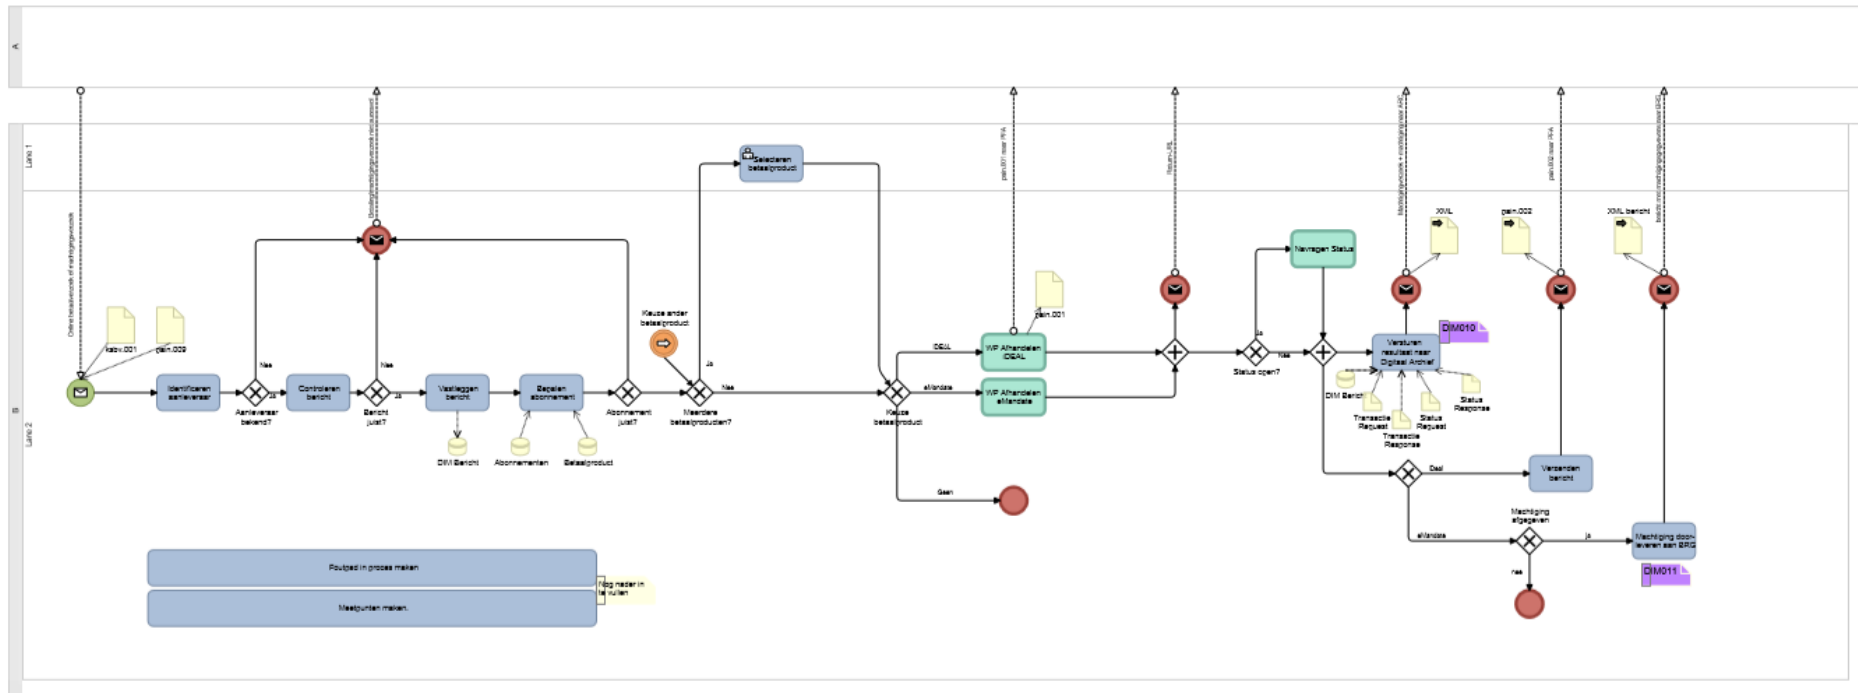 A
B
Lane 1
Lane 2
Online betaalverzoek of machtigingsverzoek
kabv.001
pain.009
Identificeren
aanleveraar
Aanleveraar
bekend?
Nee
Ja
Controleren
bericht
Bericht
juist?
Nee
Ja
Vastleggen
bericht
DIM Bericht
Bepalen
abonnement
Abonnementen
Betaalproduct
Abonnement
juist?
Keuze ander
betaalproduct
Meerdere
betaalproducten?
Ja
Nee
Selecteren
betaalproduct
Keuze
betaalproduct
iDEAL
eMandate
Geen
WP Afhandelen
iDEAL
WP Afhandelen
eMandate
pain.001
pain.001 naar PFA
Return-URL
Status open?
Ja
Nee
Navragen Status
XML
Versturen
resultaat naar
Digitaal Archief
DIM010
DIM Bericht
Transactie
Request
Transactie
Response
Status
Request
Status
Response
pain.002
pain.002 naar PFA
XML bericht
Deal
Versenden
bericht
eMandate
Machtiging
afgegeven
ja
nee
Machtiging door-
leveren aan BRG
DIM011
Foutpad in proces maken
Meetpunten maken.
Nog nader in
te vullen